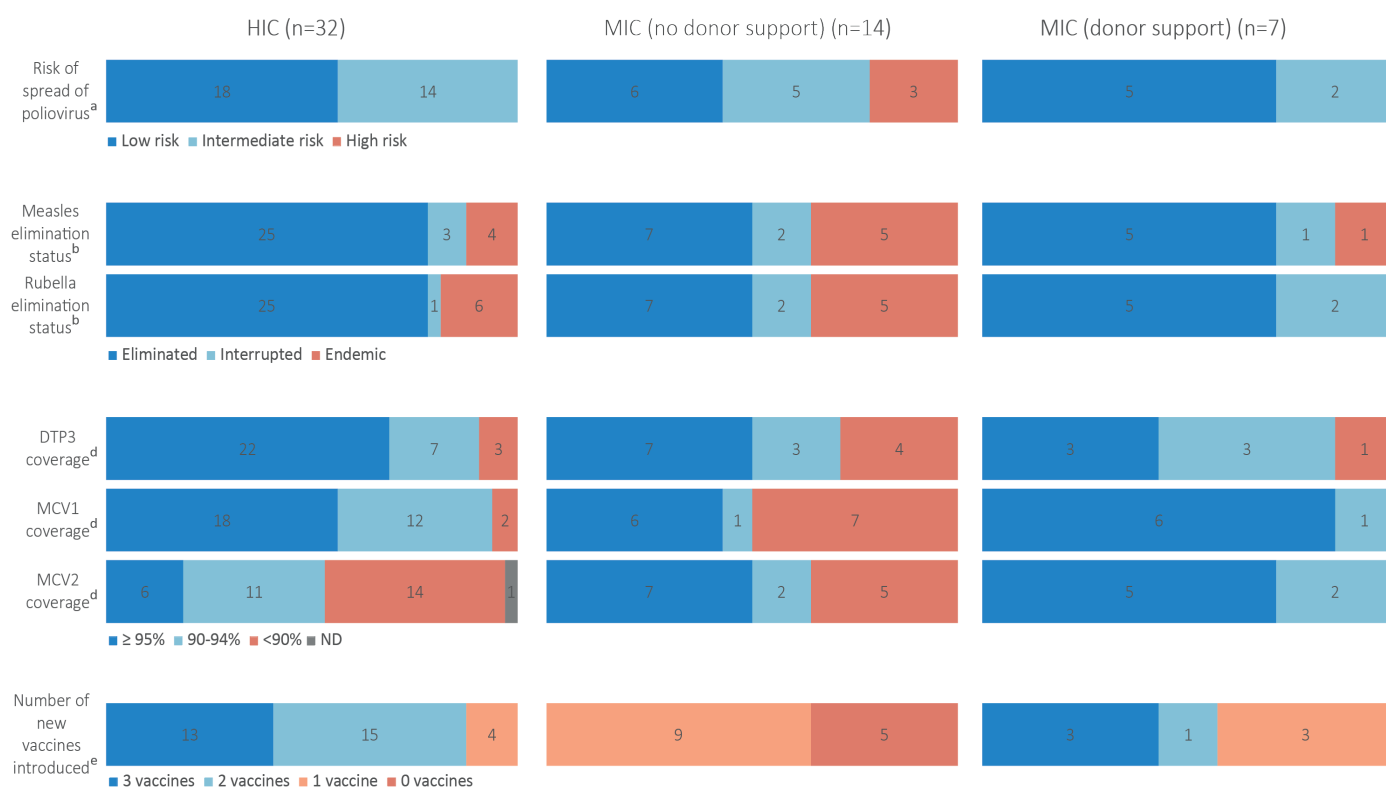 HIC (n=32) MIC (no donor support) (n=14) MIC (donor support) (n=7)
Risk of
spread of
poliovirusᵃ
18 14 6 5 3 5 2
Low risk Intermediate risk High risk
Measles
elimination
statusᵇ
25 3 4 7 2 5 5 1 1
Rubella
elimination
statusᵇ
25 1 6 7 2 5 5 2
Eliminated Interrupted Endemic
DTP3
coverageᵈ
22 7 3 7 3 4 3 3 1
MCV1
coverageᵈ
18 12 2 6 1 7 6 1
MCV2
coverageᵈ
6 11 14 1 7 2 5 5 2
≥ 95% 90-94% <90% ND
Number of
new
vaccines
introducedᵉ
13 15 4 9 5 3 1 3
3 vaccines 2 vaccines 1 vaccine 0 vaccines